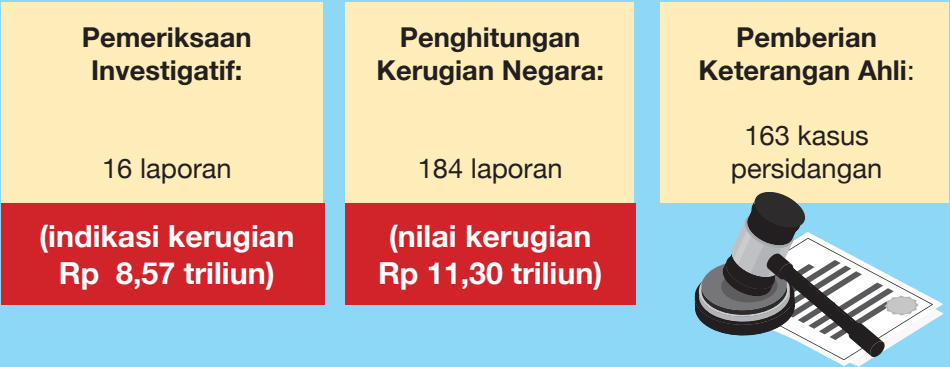 Pemeriksaan
Investigatif:
16 laporan
(indikasi kerugian
Rp 8,57 triliun)
Penghitungan
Kerugian Negara:
184 laporan
(nilai kerugian
Rp 11,30 triliun)
Pemberian
Keterangan Ahli:
163 kasus
persidangan